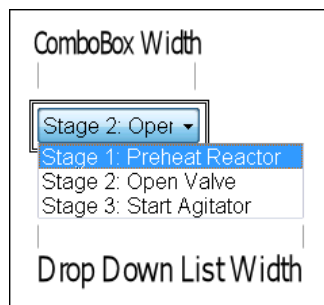 ComboBox Width
Stage 2: Oper
Stage 1: Preheat Reactor
Stage 2: Open Valve
Stage 3: Start Agitator
Drop Down List Width